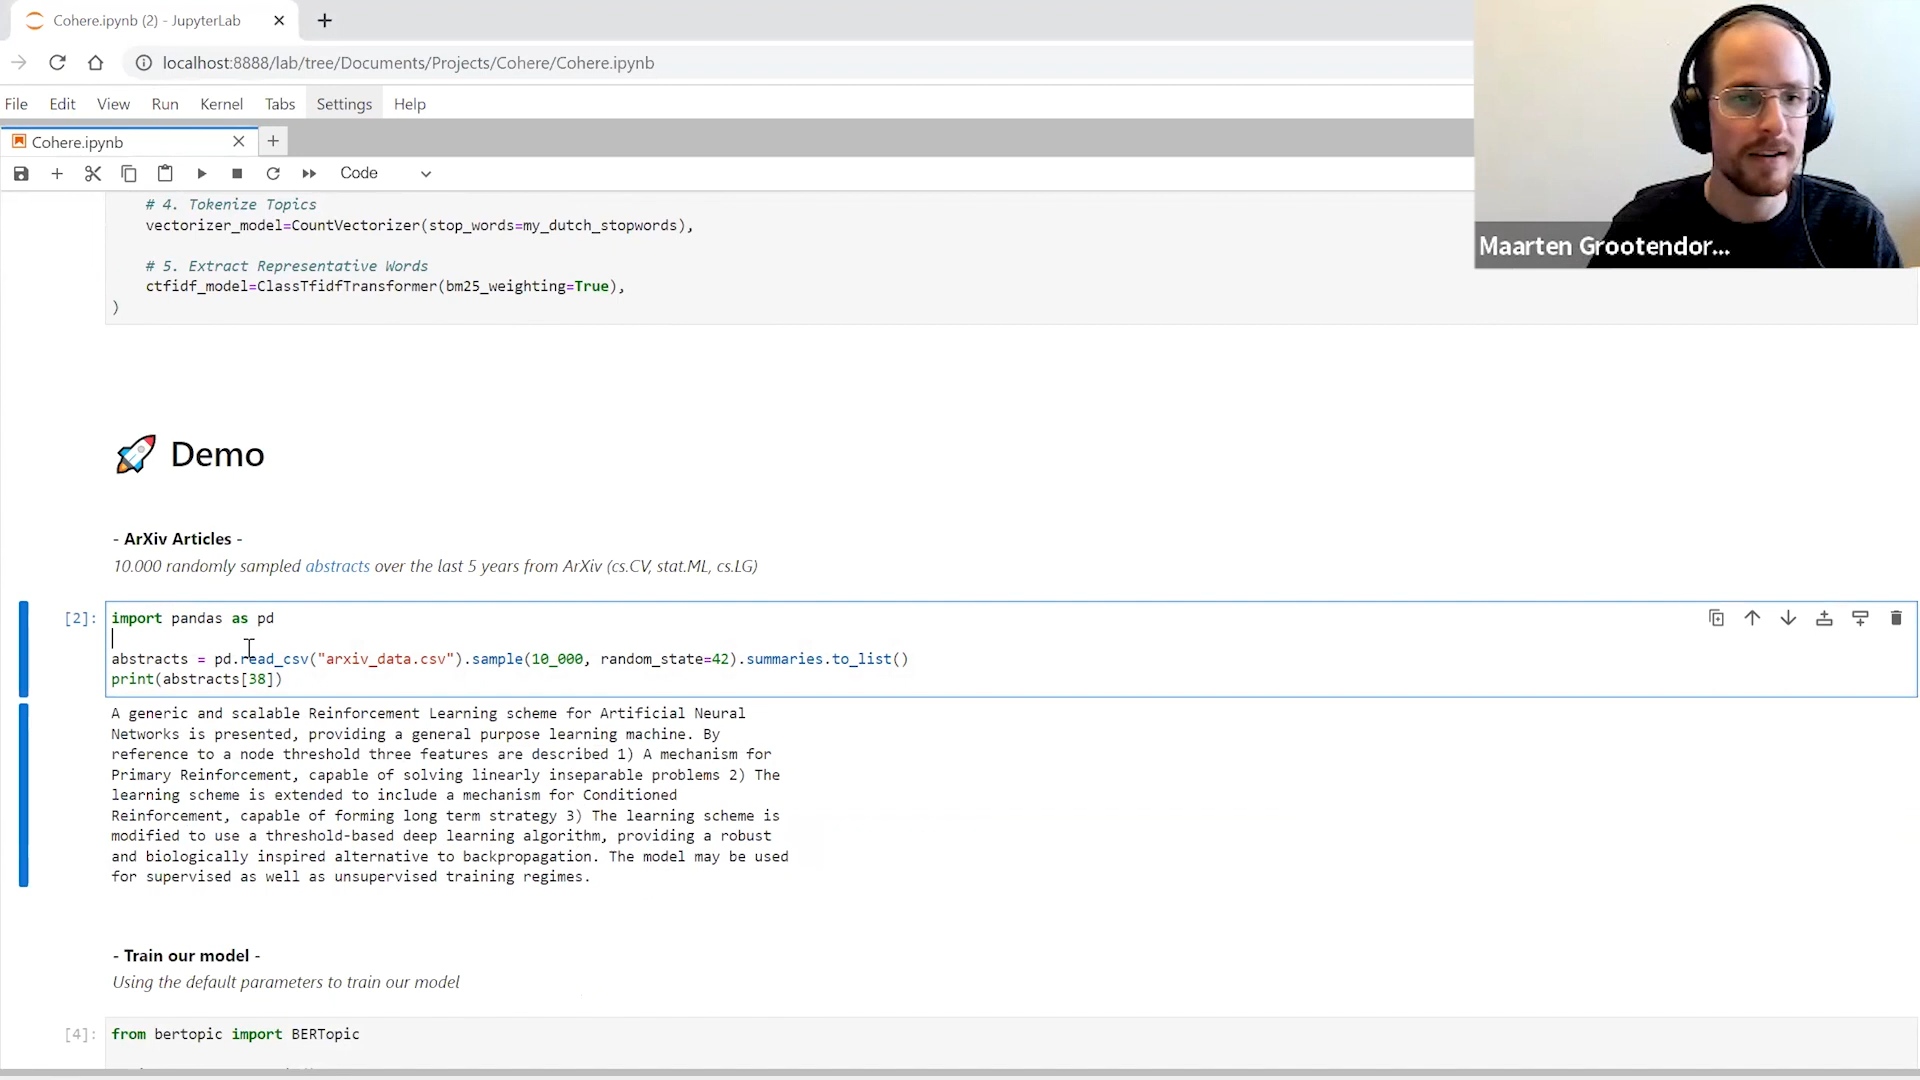 Cohere.ipynb (2) - JupyterLab
localhost:8888/lab/tree/Documents/Projects/Cohere/Cohere.ipynb
File Edit View Run Kernel Tabs Settings Help
Cohere.ipynb
Code
# 4. Tokenize Topics
vectorizer_model=CountVectorizer(stop_words=my_dutch_stopwords),
# 5. Extract Representative Words
ctfidf_model=ClassTfidfTransformer(bm25_weighting=True),
)
Maarten Grootendor...
🚀 Demo
- ArXiv Articles -
10.000 randomly sampled abstracts over the last 5 years from ArXiv (cs.CV, stat.ML, cs.LG)
[2]: import pandas as pd
abstracts = pd.read_csv("arxiv_data.csv").sample(10_000, random_state=42).summaries.to_list()
print(abstracts[38])
A generic and scalable Reinforcement Learning scheme for Artificial Neural
Networks is presented, providing a general purpose learning machine. By
reference to a node threshold three features are described 1) A mechanism for
Primary Reinforcement, capable of solving linearly inseparable problems 2) The
learning scheme is extended to include a mechanism for Conditioned
Reinforcement, capable of forming long term strategy 3) The learning scheme is
modified to use a threshold-based deep learning algorithm, providing a robust
and biologically inspired alternative to backpropagation. The model may be used
for supervised as well as unsupervised training regimes.
- Train our model -
Using the default parameters to train our model
[4]: from bertopic import BERTopic